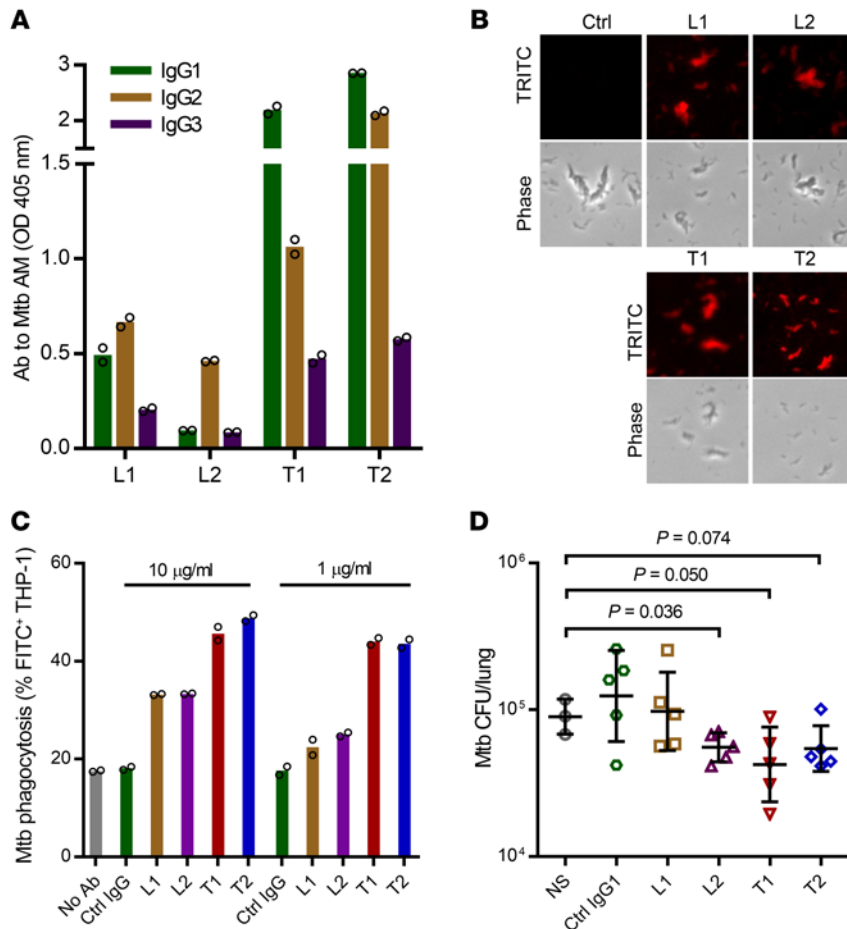 A
Ab to Mtb AM (OD 405 nm)
3
2
1.5
1.0
0.5
0.0
IgG1
IgG2
IgG3
L1 L2 T1 T2
B
Ctrl L1 L2
TRITC
Phase
T1 T2
TRITC
Phase
C
Mtb phagocytosis (% FITC⁺ THP-1)
60
40
20
0
10 μg/ml 1 μg/ml
No Ab Ctrl IgG L1 L2 T1 T2 Ctrl IgG L1 L2 T1 T2
D
Mtb CFU/lung
10⁶
10⁵
10⁴
P = 0.074
P = 0.050
P = 0.036
NS Ctrl IgG1 L1 L2 T1 T2